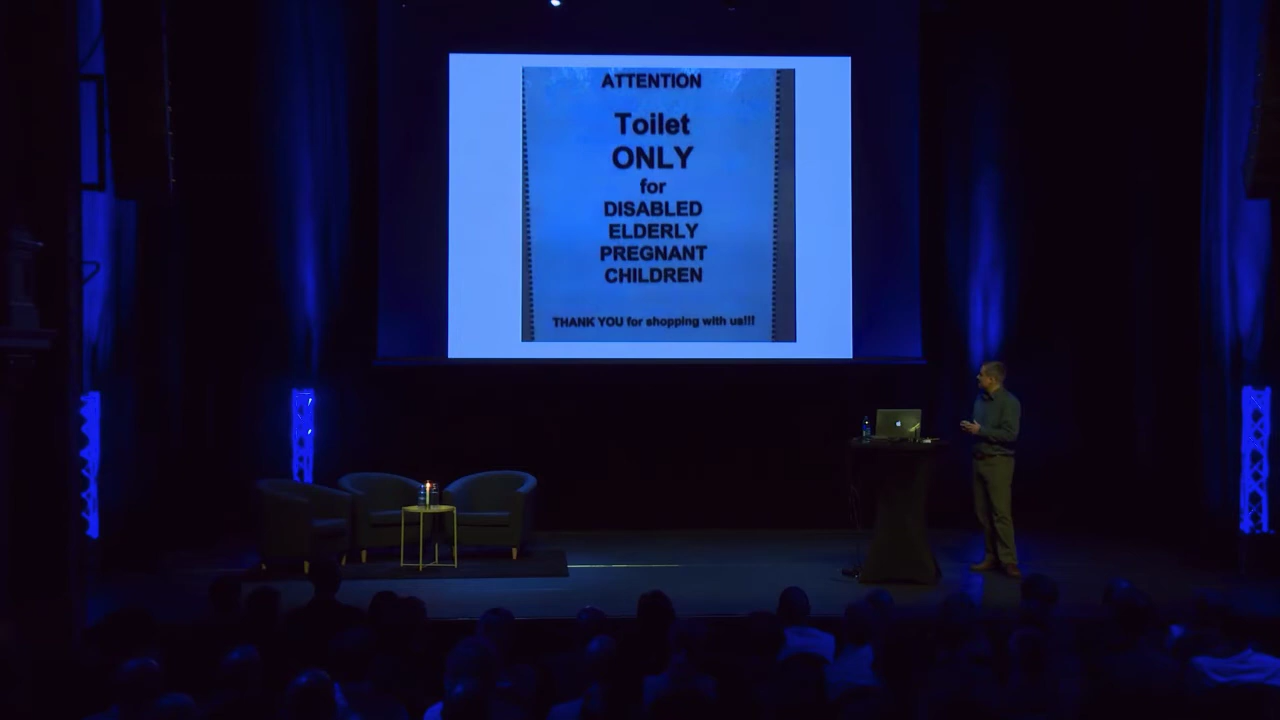 ATTENTION
Toilet
ONLY
for
DISABLED
ELDERLY
PREGNANT
CHILDREN
THANK YOU for shopping with us!!!